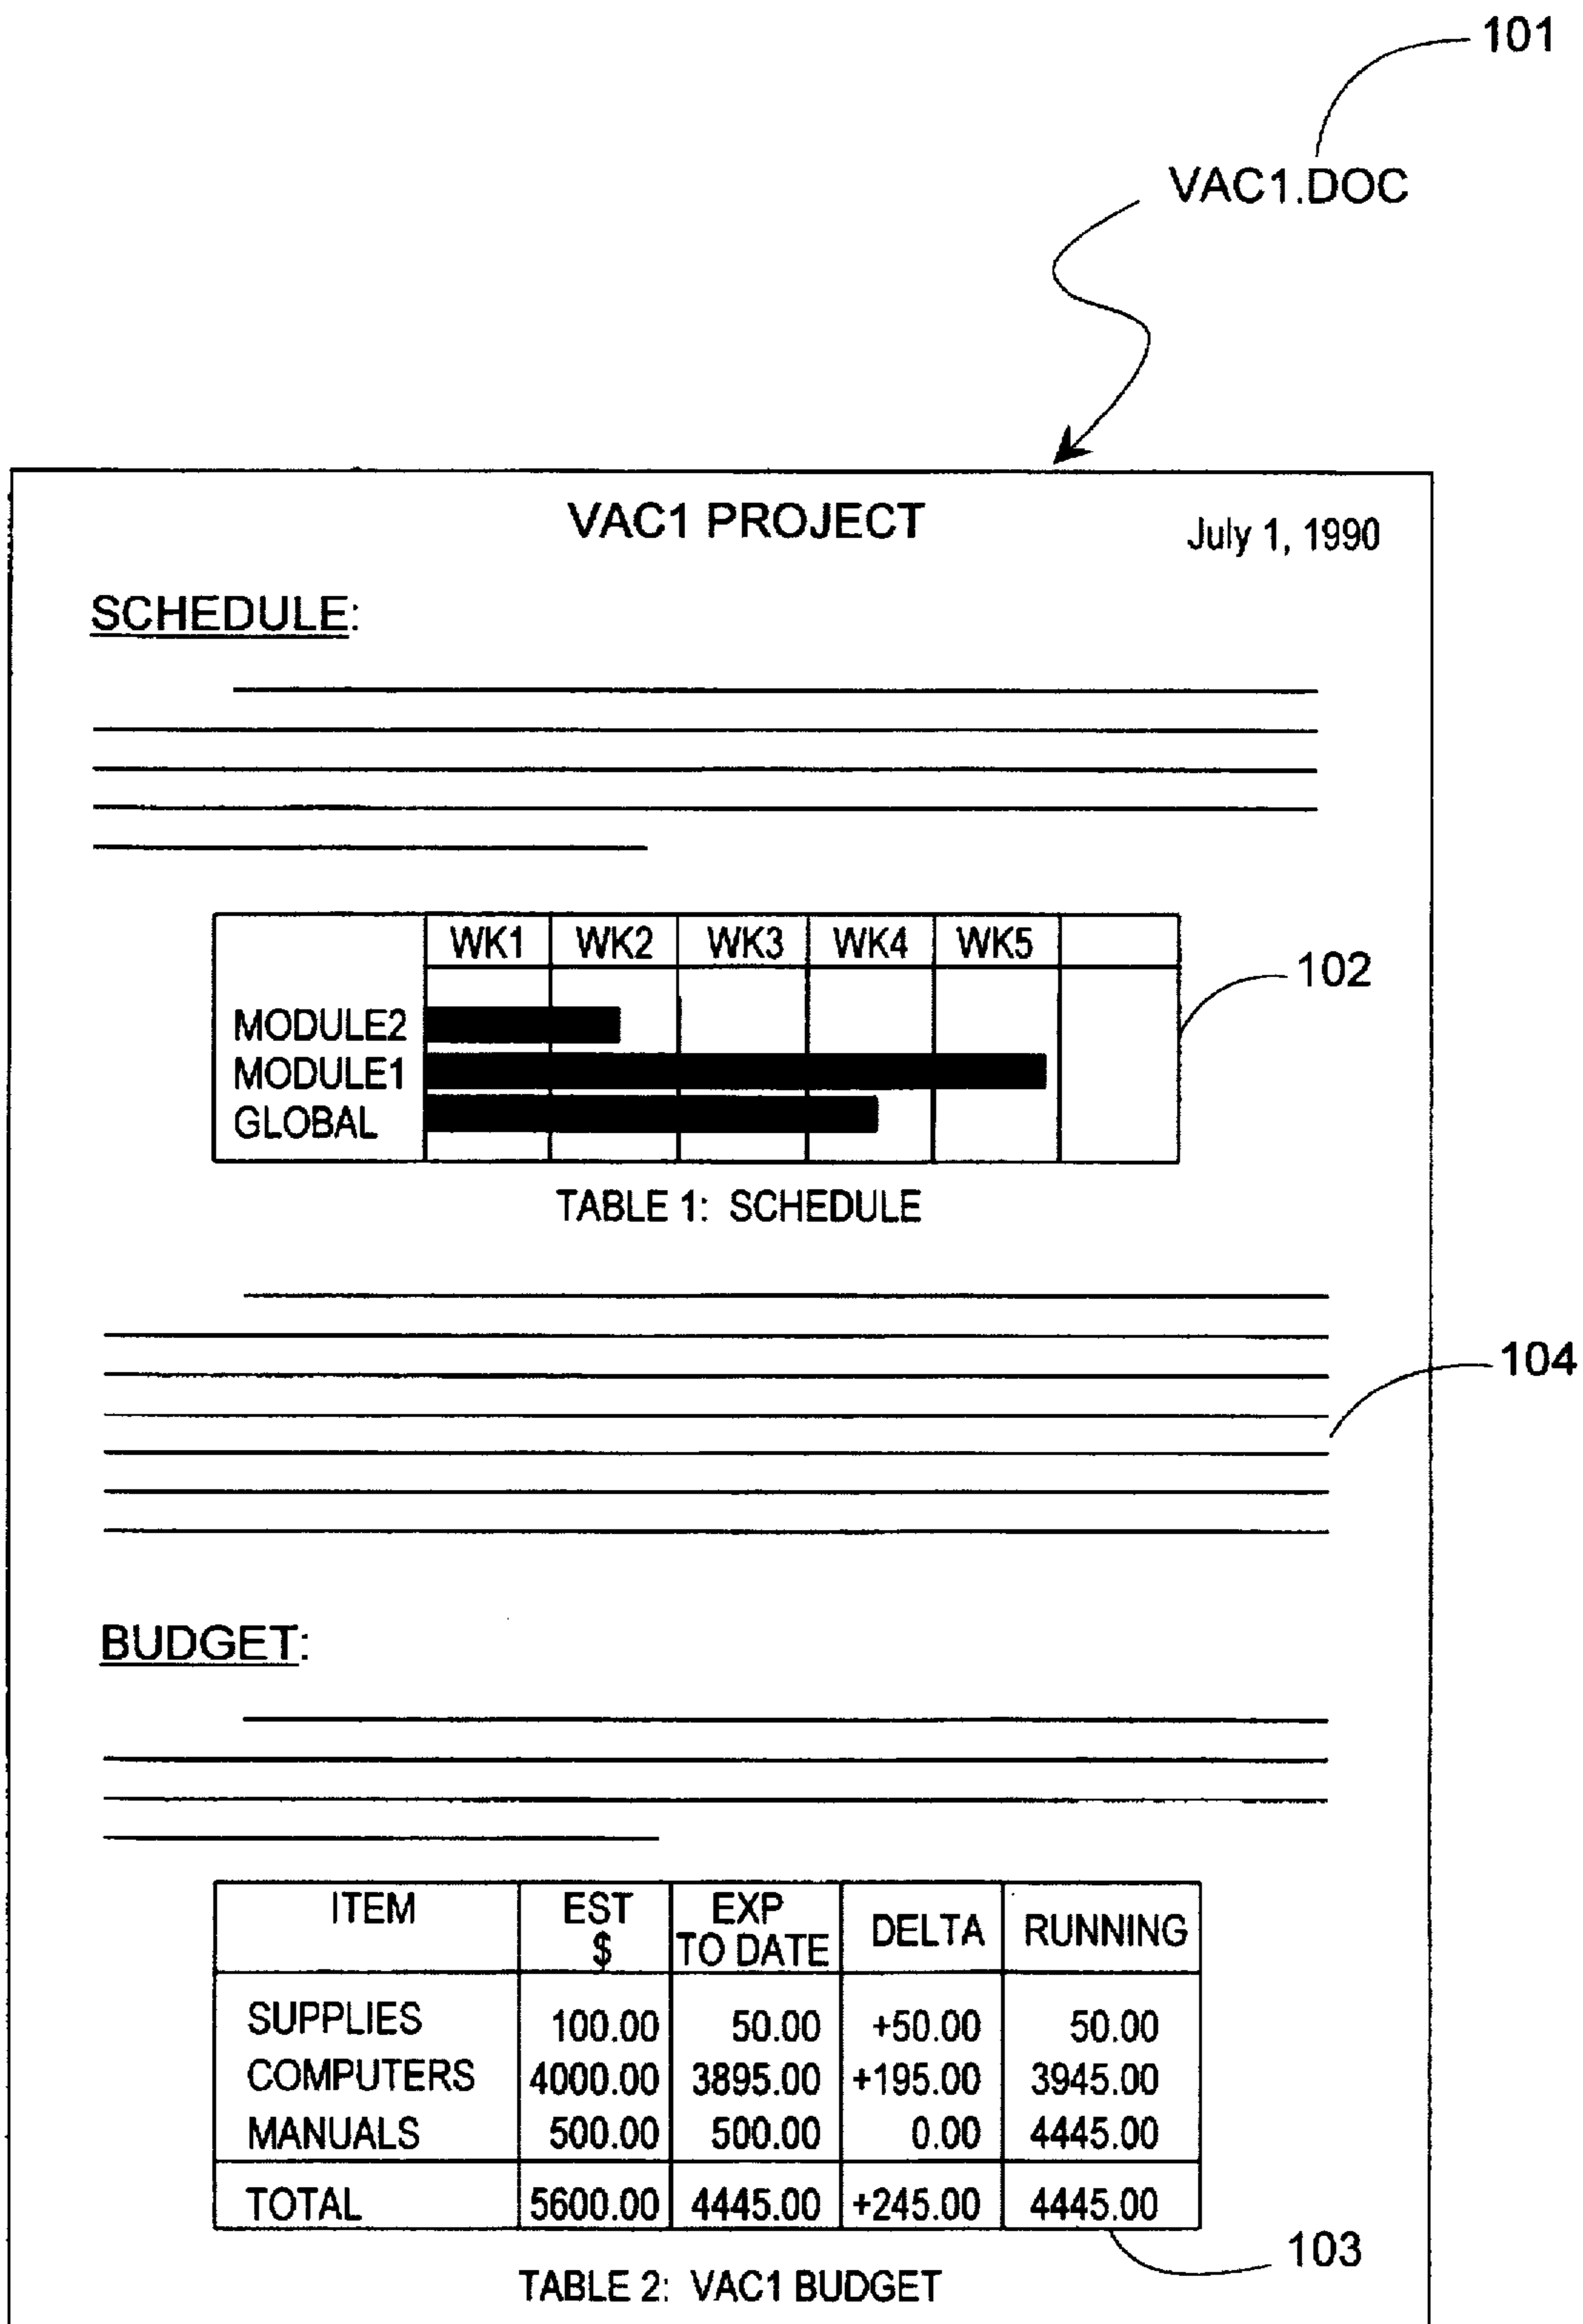 101
VAC1.DOC
VAC1 PROJECT
July 1, 1990
SCHEDULE:
WK1 WK2 WK3 WK4 WK5
102
MODULE2
MODULE1
GLOBAL
TABLE 1: SCHEDULE
104
BUDGET:
ITEM EST $ EXP TO DATE DELTA RUNNING
SUPPLIES 100.00 50.00 +50.00 50.00
COMPUTERS 4000.00 3895.00 +195.00 3945.00
MANUALS 500.00 500.00 0.00 4445.00
TOTAL 5600.00 4445.00 +245.00 4445.00
103
TABLE 2: VAC1 BUDGET